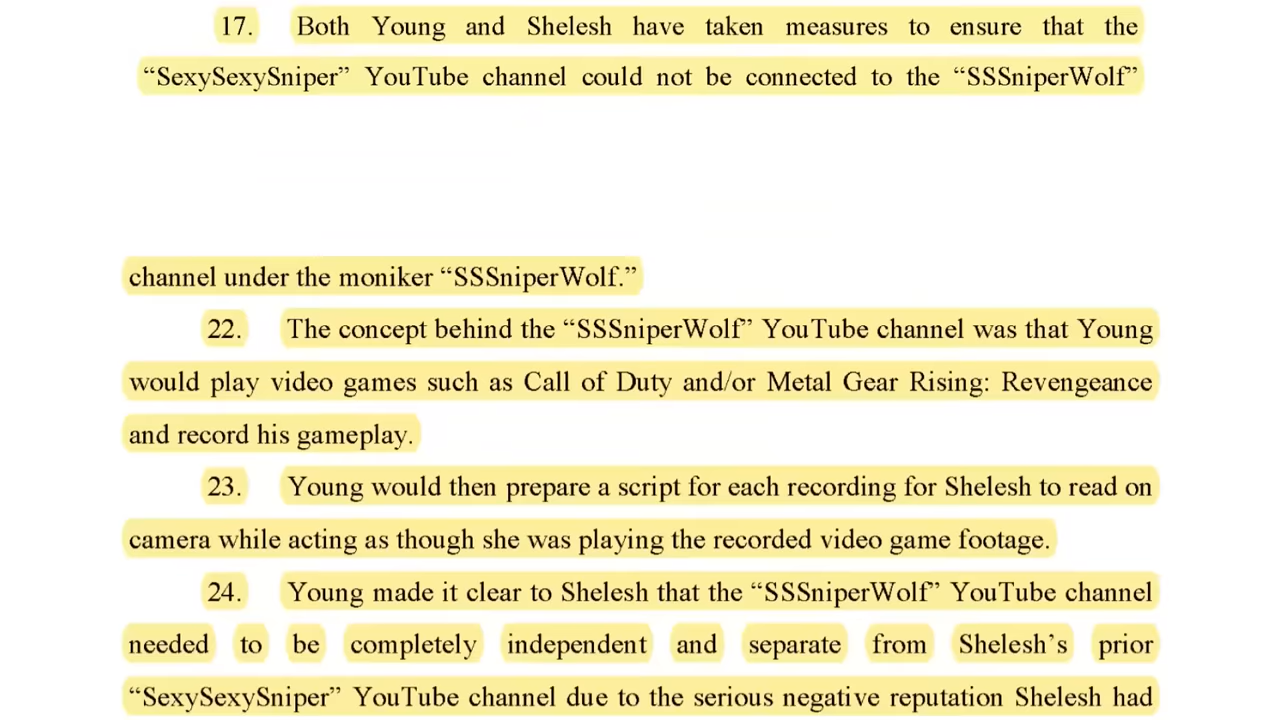 17. Both Young and Shelesh have taken measures to ensure that the
“SexySexySniper” YouTube channel could not be connected to the “SSSniperWolf”
channel under the moniker “SSSniperWolf.”
22. The concept behind the “SSSniperWolf” YouTube channel was that Young
would play video games such as Call of Duty and/or Metal Gear Rising: Revengeance
and record his gameplay.
23. Young would then prepare a script for each recording for Shelesh to read on
camera while acting as though she was playing the recorded video game footage.
24. Young made it clear to Shelesh that the “SSSniperWolf” YouTube channel
needed to be completely independent and separate from Shelesh’s prior
“SexySexySniper” YouTube channel due to the serious negative reputation Shelesh had